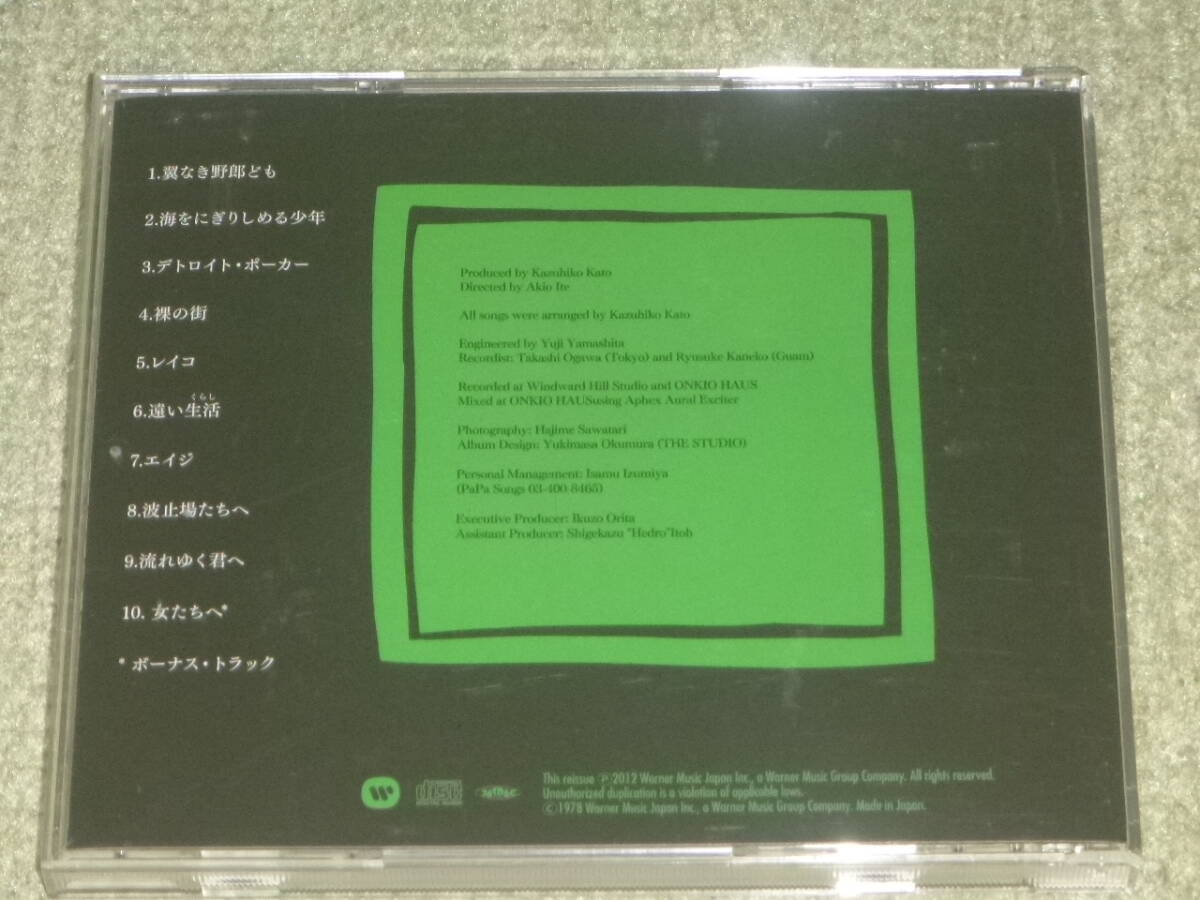 1.翼なき野郎ども
2.海をにぎりしめる少年
3.デトロイト・ポーカー
4.裸の街
5.レイコ
くらし
6.遠い生活
7.エイジ
8.波止場たちへ
9.流れゆく君へ
10. 女たちへ*
* ボーナス・トラック
Produced by Kazuhiko Kato
Directed by Akio Ite
All songs were arranged by Kazuhiko Kato
Engineered by Yuji Yamashita
Recordist: Takashi Ogawa (Tokyo) and Ryusuke Kaneko (Guam)
Recorded at Windward Hill Studio and ONKIO HAUS
Mixed at ONKIO HAUSusing Aphex Aural Exciter
Photography: Hajime Sawatari
Album Design: Yukimasa Okumura (THE STUDIO)
Personal Management: Isamu Izumiya
(PaPa Songs 03-400-8465)
Executive Producer: Ikuzo Orita
Assistant Producer: Shigekazu "Hedro"Itoh
disc
This reissue Ⓟ2012 Warner Music Japan Inc., a Warner Music Group Company. All rights reserved.
Unauthorized duplication is a violation of applicable laws.
©1978 Warner Music Japan Inc., a Warner Music Group Company. Made in Japan.